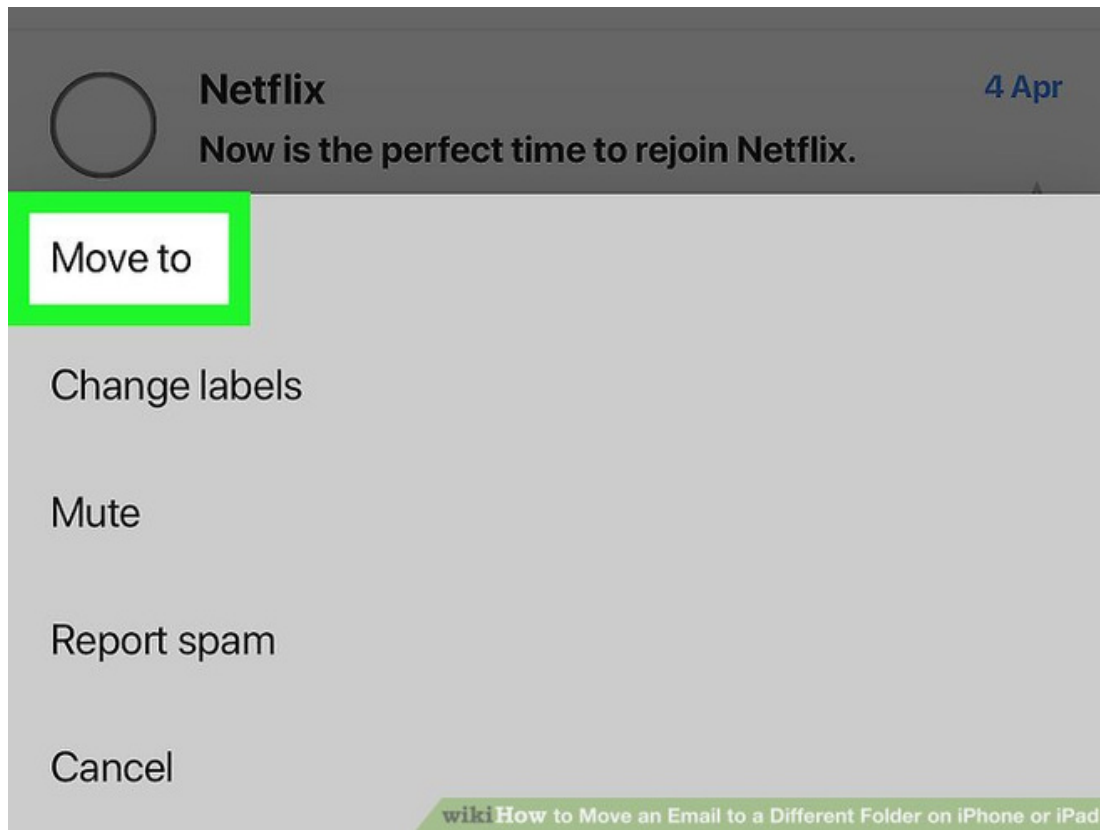 Netflix
4 Apr
Now is the perfect time to rejoin Netflix.
Move to
Change labels
Mute
Report spam
Cancel
wikiHow to Move an Email to a Different Folder on iPhone or iPad